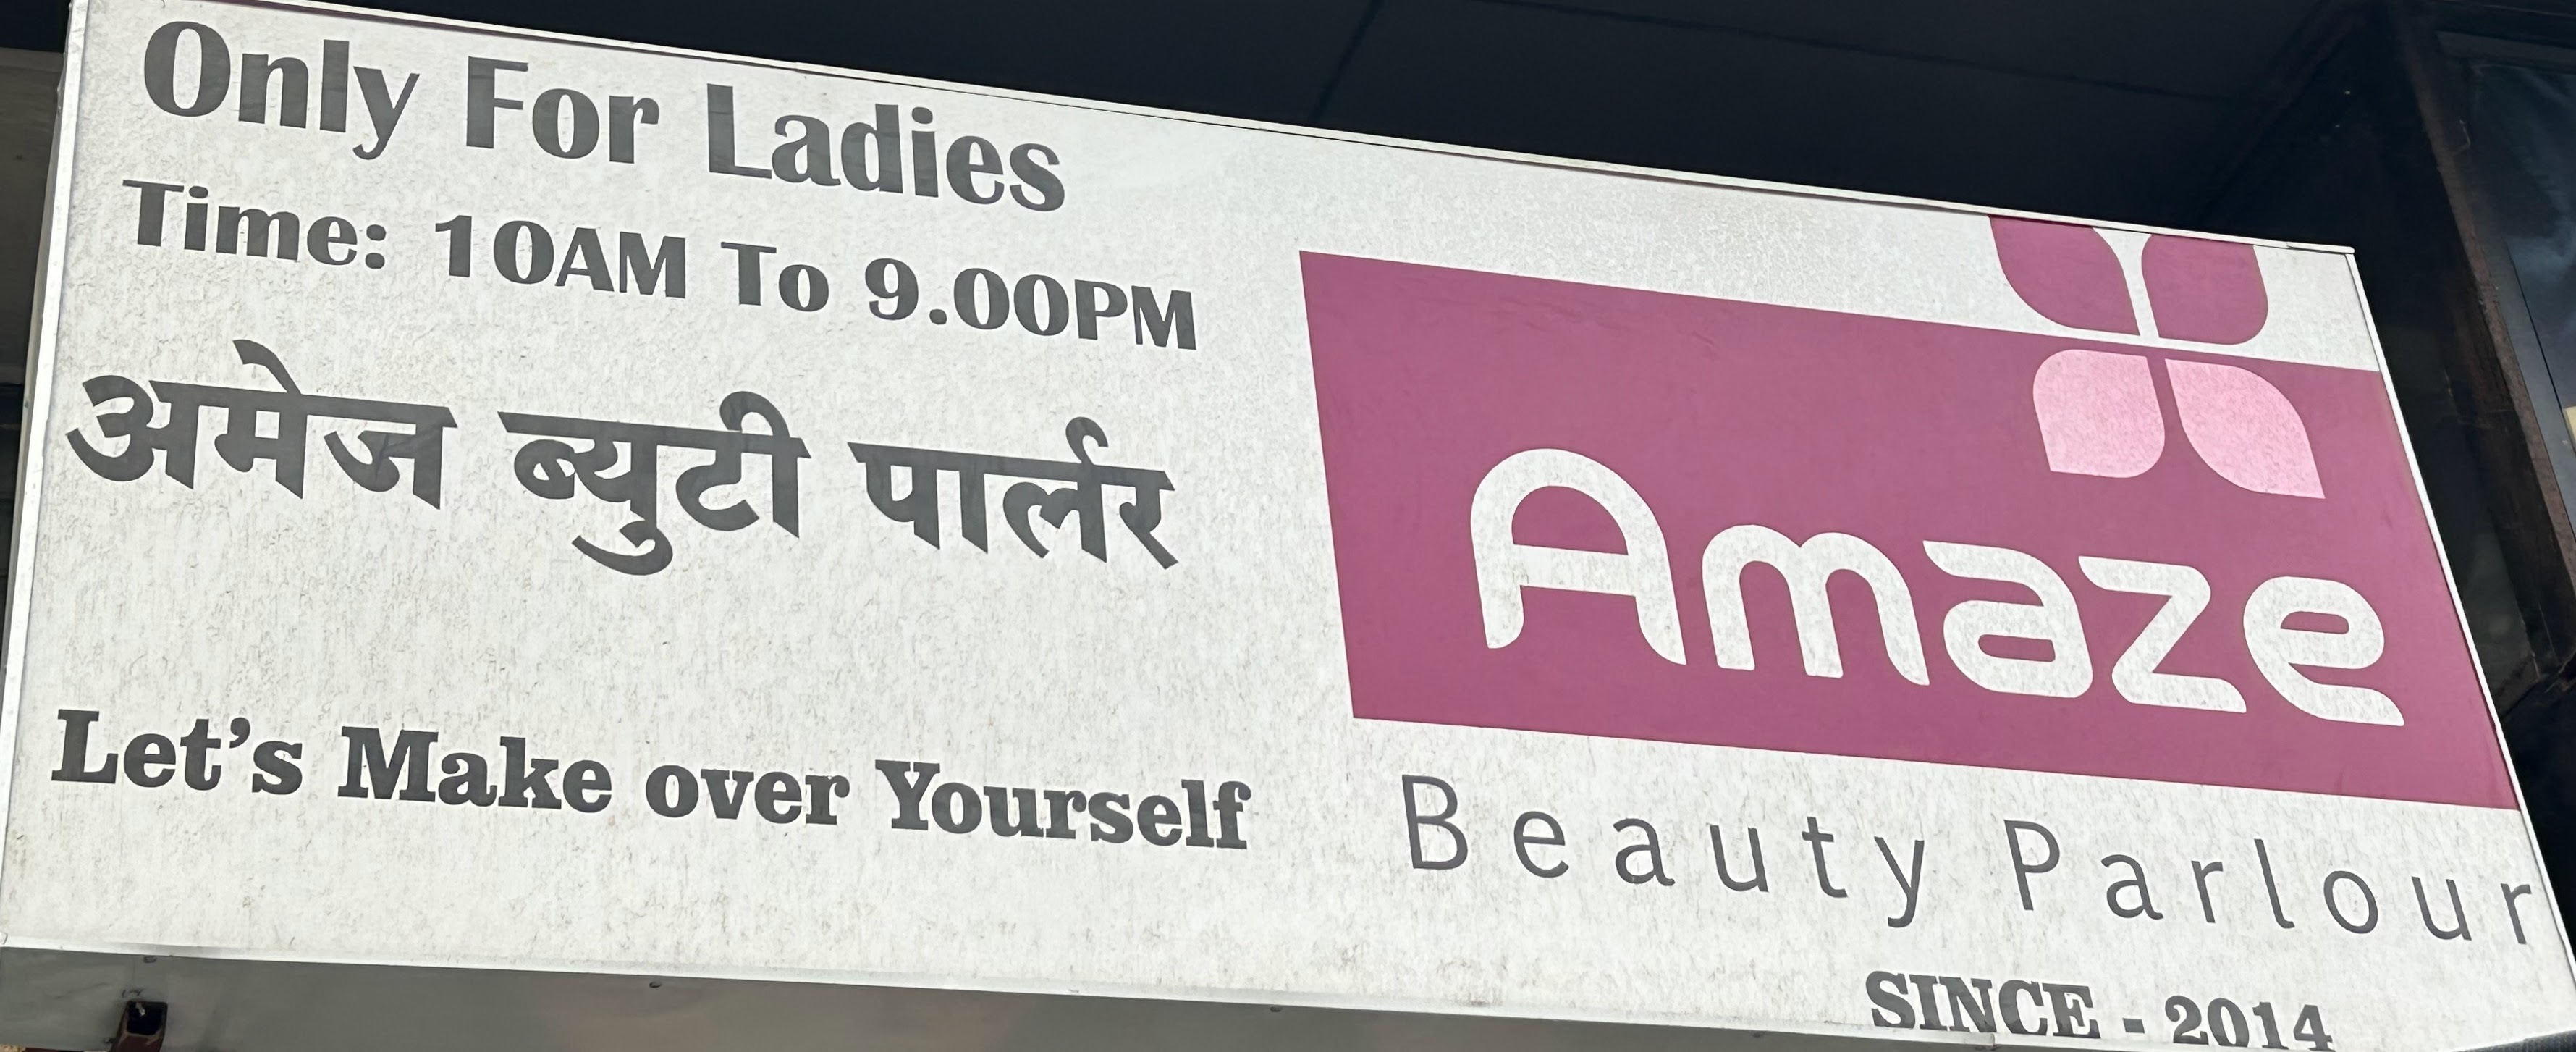 Only For Ladies
Time: 10AM To 9.00PM
अमेज ब्युटी पार्लर
Let's Make over Yourself
Amaze
Beauty Parlour
SINCE - 2014